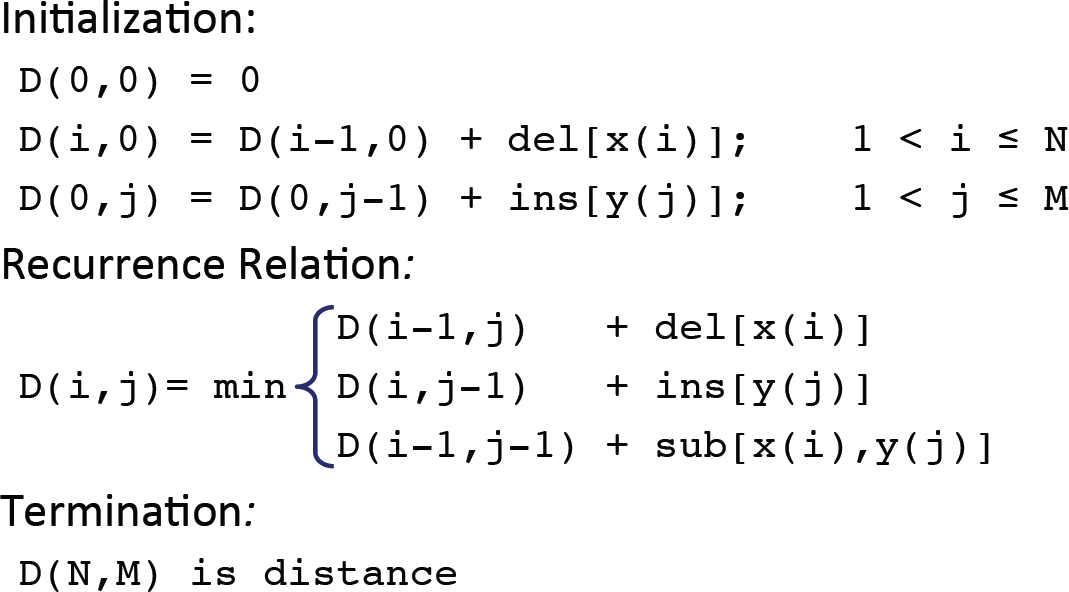 Initialization:
D(0,0) = 0
D(i,0) = D(i-1,0) + del[x(i)]; 1 < i ≤ N
D(0,j) = D(0,j-1) + ins[y(j)]; 1 < j ≤ M
Recurrence Relation:
D(i-1,j) + del[x(i)]
D(i,j)= min D(i,j-1) + ins[y(j)]
D(i-1,j-1) + sub[x(i),y(j)]
Termination:
D(N,M) is distance